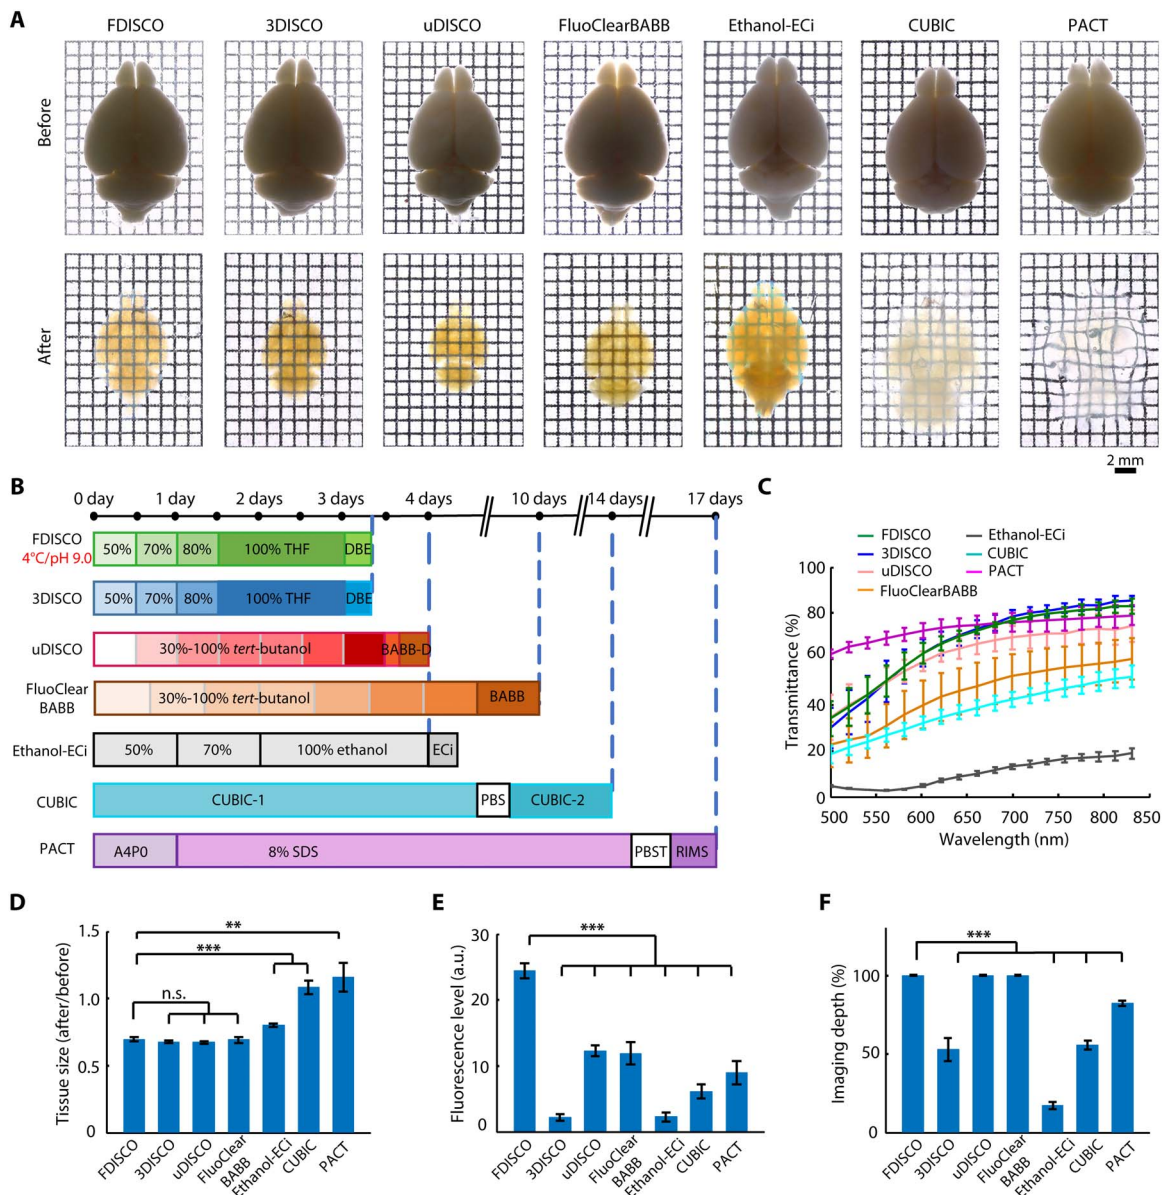 A
FDISCO 3DISCO uDISCO FluoClearBABB Ethanol-ECi CUBIC PACT
Before
After
2 mm
B
0 day 1 day 2 days 3 days 4 days 10 days 14 days 17 days
FDISCO
4°C/pH 9.0
50% 70% 80% 100% THF DBE
3DISCO
50% 70% 80% 100% THF DBE
uDISCO
30%-100% tert-butanol BABB-D
FluoClear
BABB
30%-100% tert-butanol BABB
Ethanol-ECi
50% 70% 100% ethanol ECi
CUBIC
CUBIC-1 PBS CUBIC-2
PACT
A4P0 8% SDS PBST RIMS
C
FDISCO
3DISCO
uDISCO
FluoClearBABB
Ethanol-ECi
CUBIC
PACT
Transmittance (%)
100
80
60
40
20
0
500 550 600 650 700 750 800 850
Wavelength (nm)
D
Tissue size (after/before)
1.5
1.0
0.5
0
**
***
n.s.
FDISCO
3DISCO
uDISCO
FluoClear
BABB
Ethanol-ECi
CUBIC
PACT
E
Fluorescence level (a.u.)
30
20
10
0
***
FDISCO
3DISCO
uDISCO
FluoClear
BABB
Ethanol-ECi
CUBIC
PACT
F
Imaging depth (%)
100
50
0
***
FDISCO
3DISCO
uDISCO
FluoClear
BABB
Ethanol-ECi
CUBIC
PACT